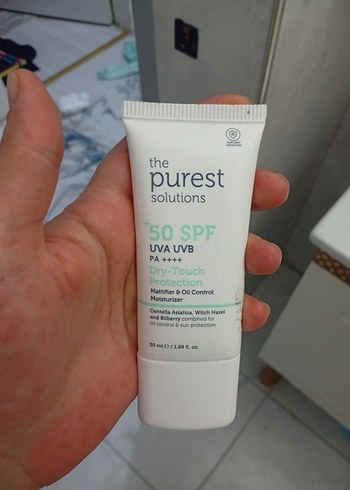 the
purest
solutions
+50 SPF
UVA UVB
PA ++++
Dry-Touch
Protection
Mattifier & Oil Control
Moisturizer
Centella Asiatica, Witch Hazel
and Bilberry combined for
oil control & sun protection.
50 ml ℮ / 1.69 fl. oz.